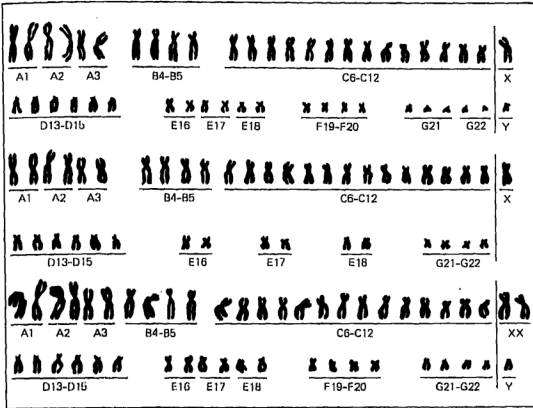 A1 A2 A3 B4-B5 C6-C12 X
D13-D15 E16 E17 E18 F19-F20 G21 G22 Y
A1 A2 A3 B4-B5 C6-C12 X
D13-D15 E16 E17 E18 G21-G22
A1 A2 A3 B4-B5 C6-C12 XX
D13-D15 E16 E17 E18 F19-F20 G21-G22 Y